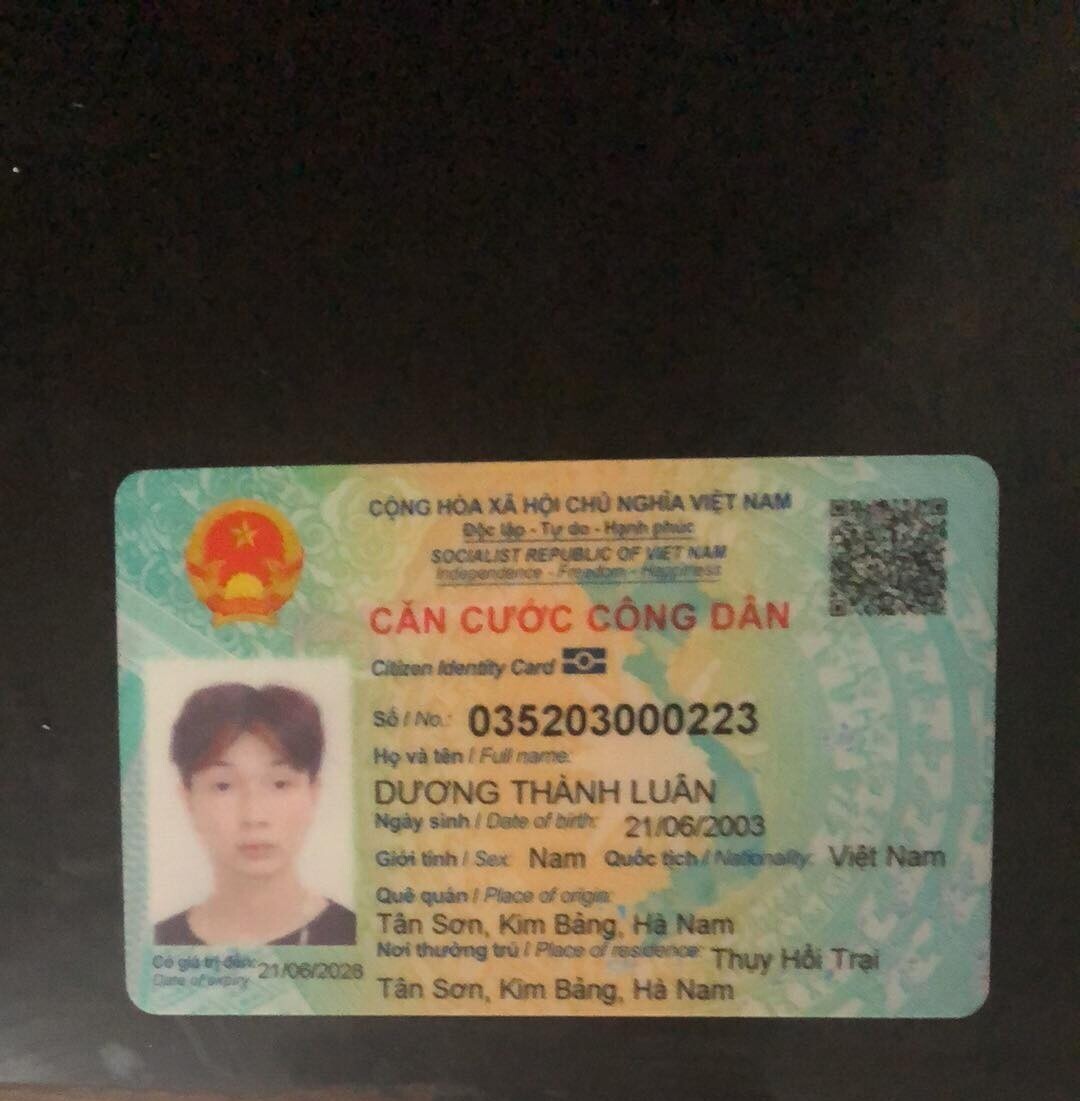 CỘNG HÒA XÃ HỘI CHỦ NGHĨA VIỆT NAM
Độc lập - Tự do - Hạnh phúc
SOCIALIST REPUBLIC OF VIET NAM
Independence - Freedom - Happiness
CĂN CƯỚC CÔNG DÂN
Citizen Identity Card
Số / No.: 035203000223
Họ và tên / Full name:
DƯƠNG THÀNH LUÂN
Ngày sinh / Date of birth: 21/06/2003
Giới tính / Sex: Nam Quốc tịch / Nationality: Việt Nam
Quê quán / Place of origin:
Tân Sơn, Kim Bảng, Hà Nam
Nơi thường trú / Place of residence: Thụy Hồi Trại
Tân Sơn, Kim Bảng, Hà Nam
Có giá trị đến: 21/06/2028
Date of expiry